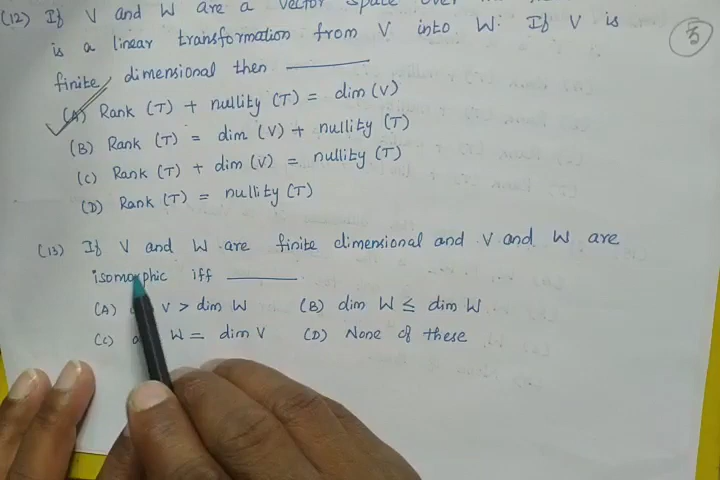 (12) If V and W are a vector space over
is a linear transformation from V into W. If V is
finite dimensional then
(A) Rank (T) + nullity (T) = dim (V)
(B) Rank (T) = dim (V) + nullity (T)
(C) Rank (T) + dim (V) = nullity (T)
(D) Rank (T) = nullity (T)
(13) If V and W are finite dimensional and V and W are
isomorphic iff
(A) V > dim W (B) dim W ≤ dim W
(C) W = dim V (D) None of these
5